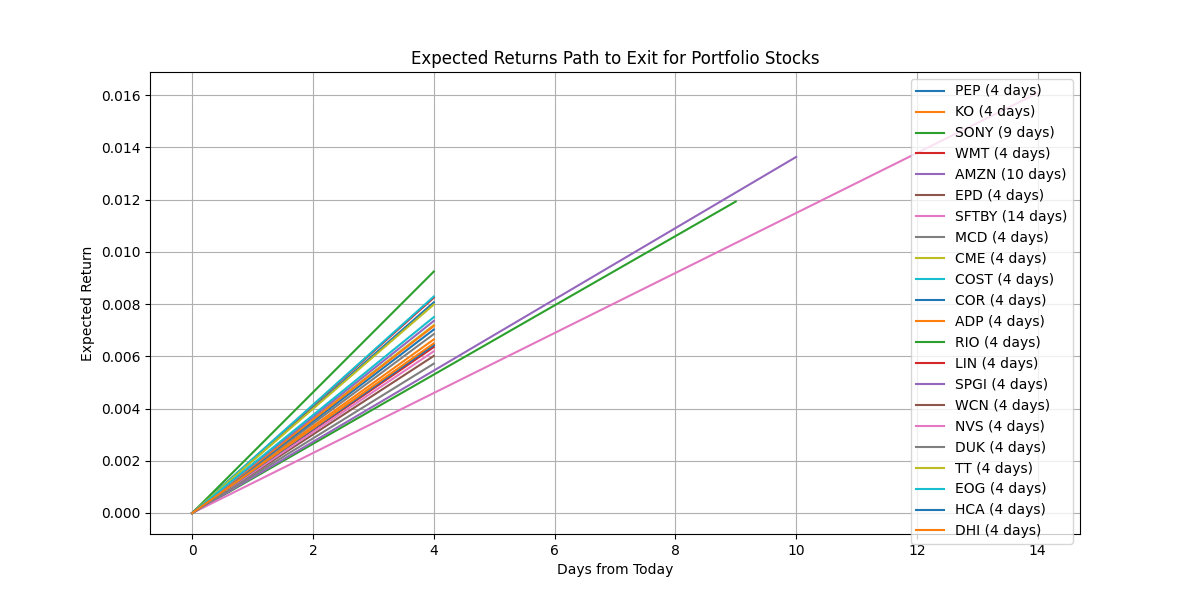 Expected Returns Path to Exit for Portfolio Stocks
Expected Return
0.016
0.014
0.012
0.010
0.008
0.006
0.004
0.002
0.000
0 2 4 6 8 10 12 14
Days from Today
PEP (4 days)
KO (4 days)
SONY (9 days)
WMT (4 days)
AMZN (10 days)
EPD (4 days)
SFTBY (14 days)
MCD (4 days)
CME (4 days)
COST (4 days)
COR (4 days)
ADP (4 days)
RIO (4 days)
LIN (4 days)
SPGI (4 days)
WCN (4 days)
NVS (4 days)
DUK (4 days)
TT (4 days)
EOG (4 days)
HCA (4 days)
DHI (4 days)